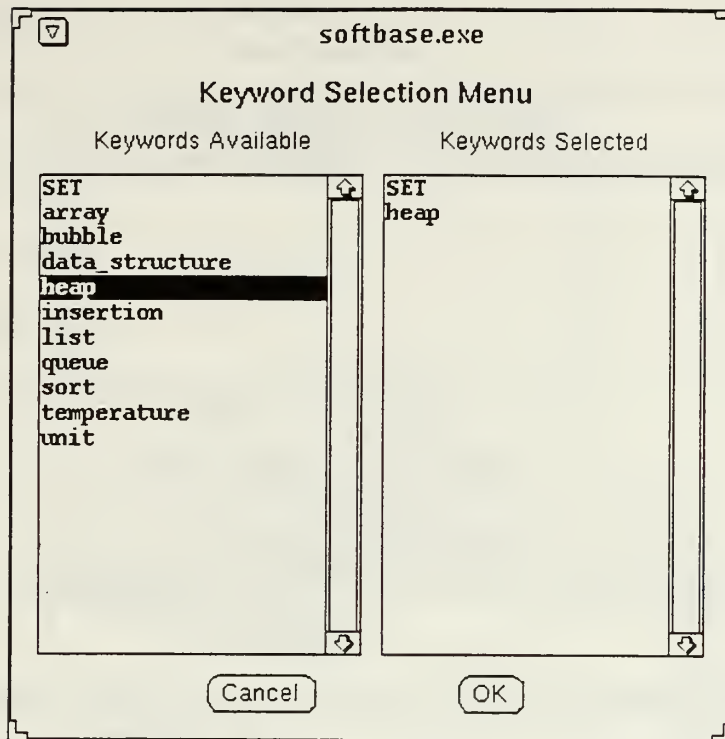 softbase.exe
Keyword Selection Menu
Keywords Available
Keywords Selected
SET
array
bubble
data_structure
heap
insertion
list
queue
sort
temperature
unit
SET
heap
Cancel
OK